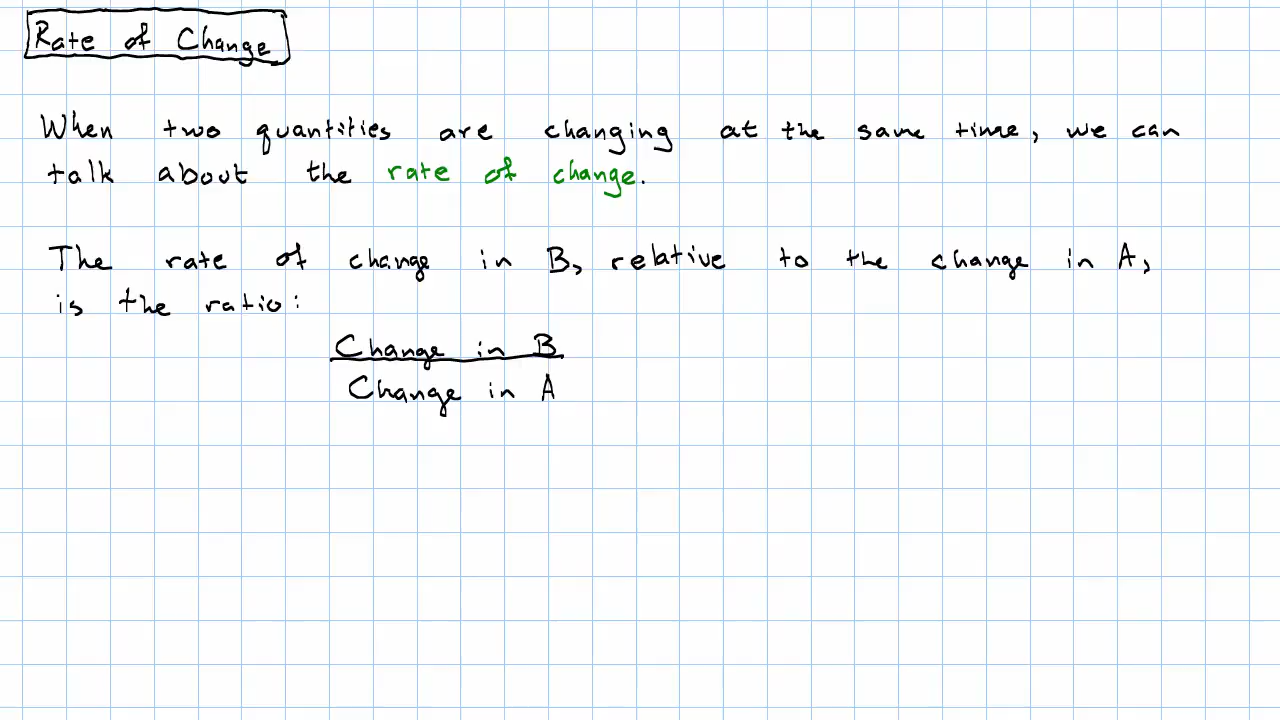 Rate of Change
When two quantities are changing at the same time, we can
talk about the rate of change.
The rate of change in B, relative to the change in A,
is the ratio:
Change in B
Change in A